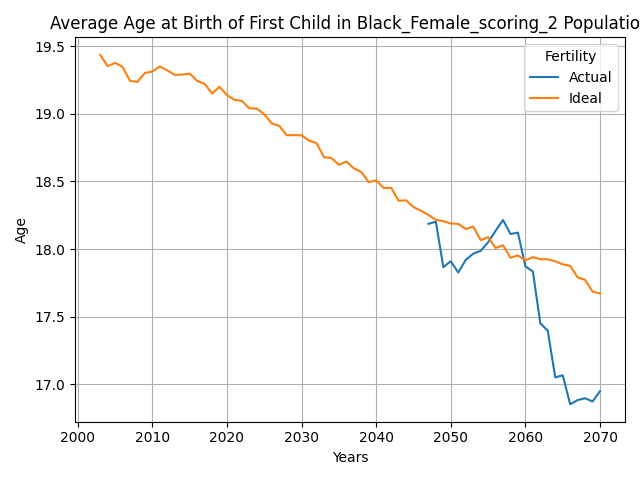 Average Age at Birth of First Child in Black_Female_scoring_2 Populatio
Fertility
Actual
Ideal
19.5
19.0
18.5
18.0
17.5
17.0
Age
2000 2010 2020 2030 2040 2050 2060 2070
Years